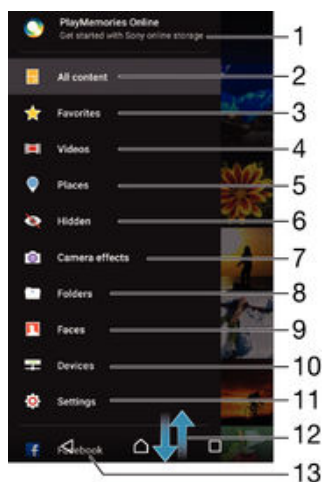 PlayMemories Online
Get started with Sony online storage
1
All content
2
Favorites
3
Videos
4
Places
5
Hidden
6
Camera effects
7
Folders
8
Faces
9
Devices
10
Settings
11
12
Facebook
13